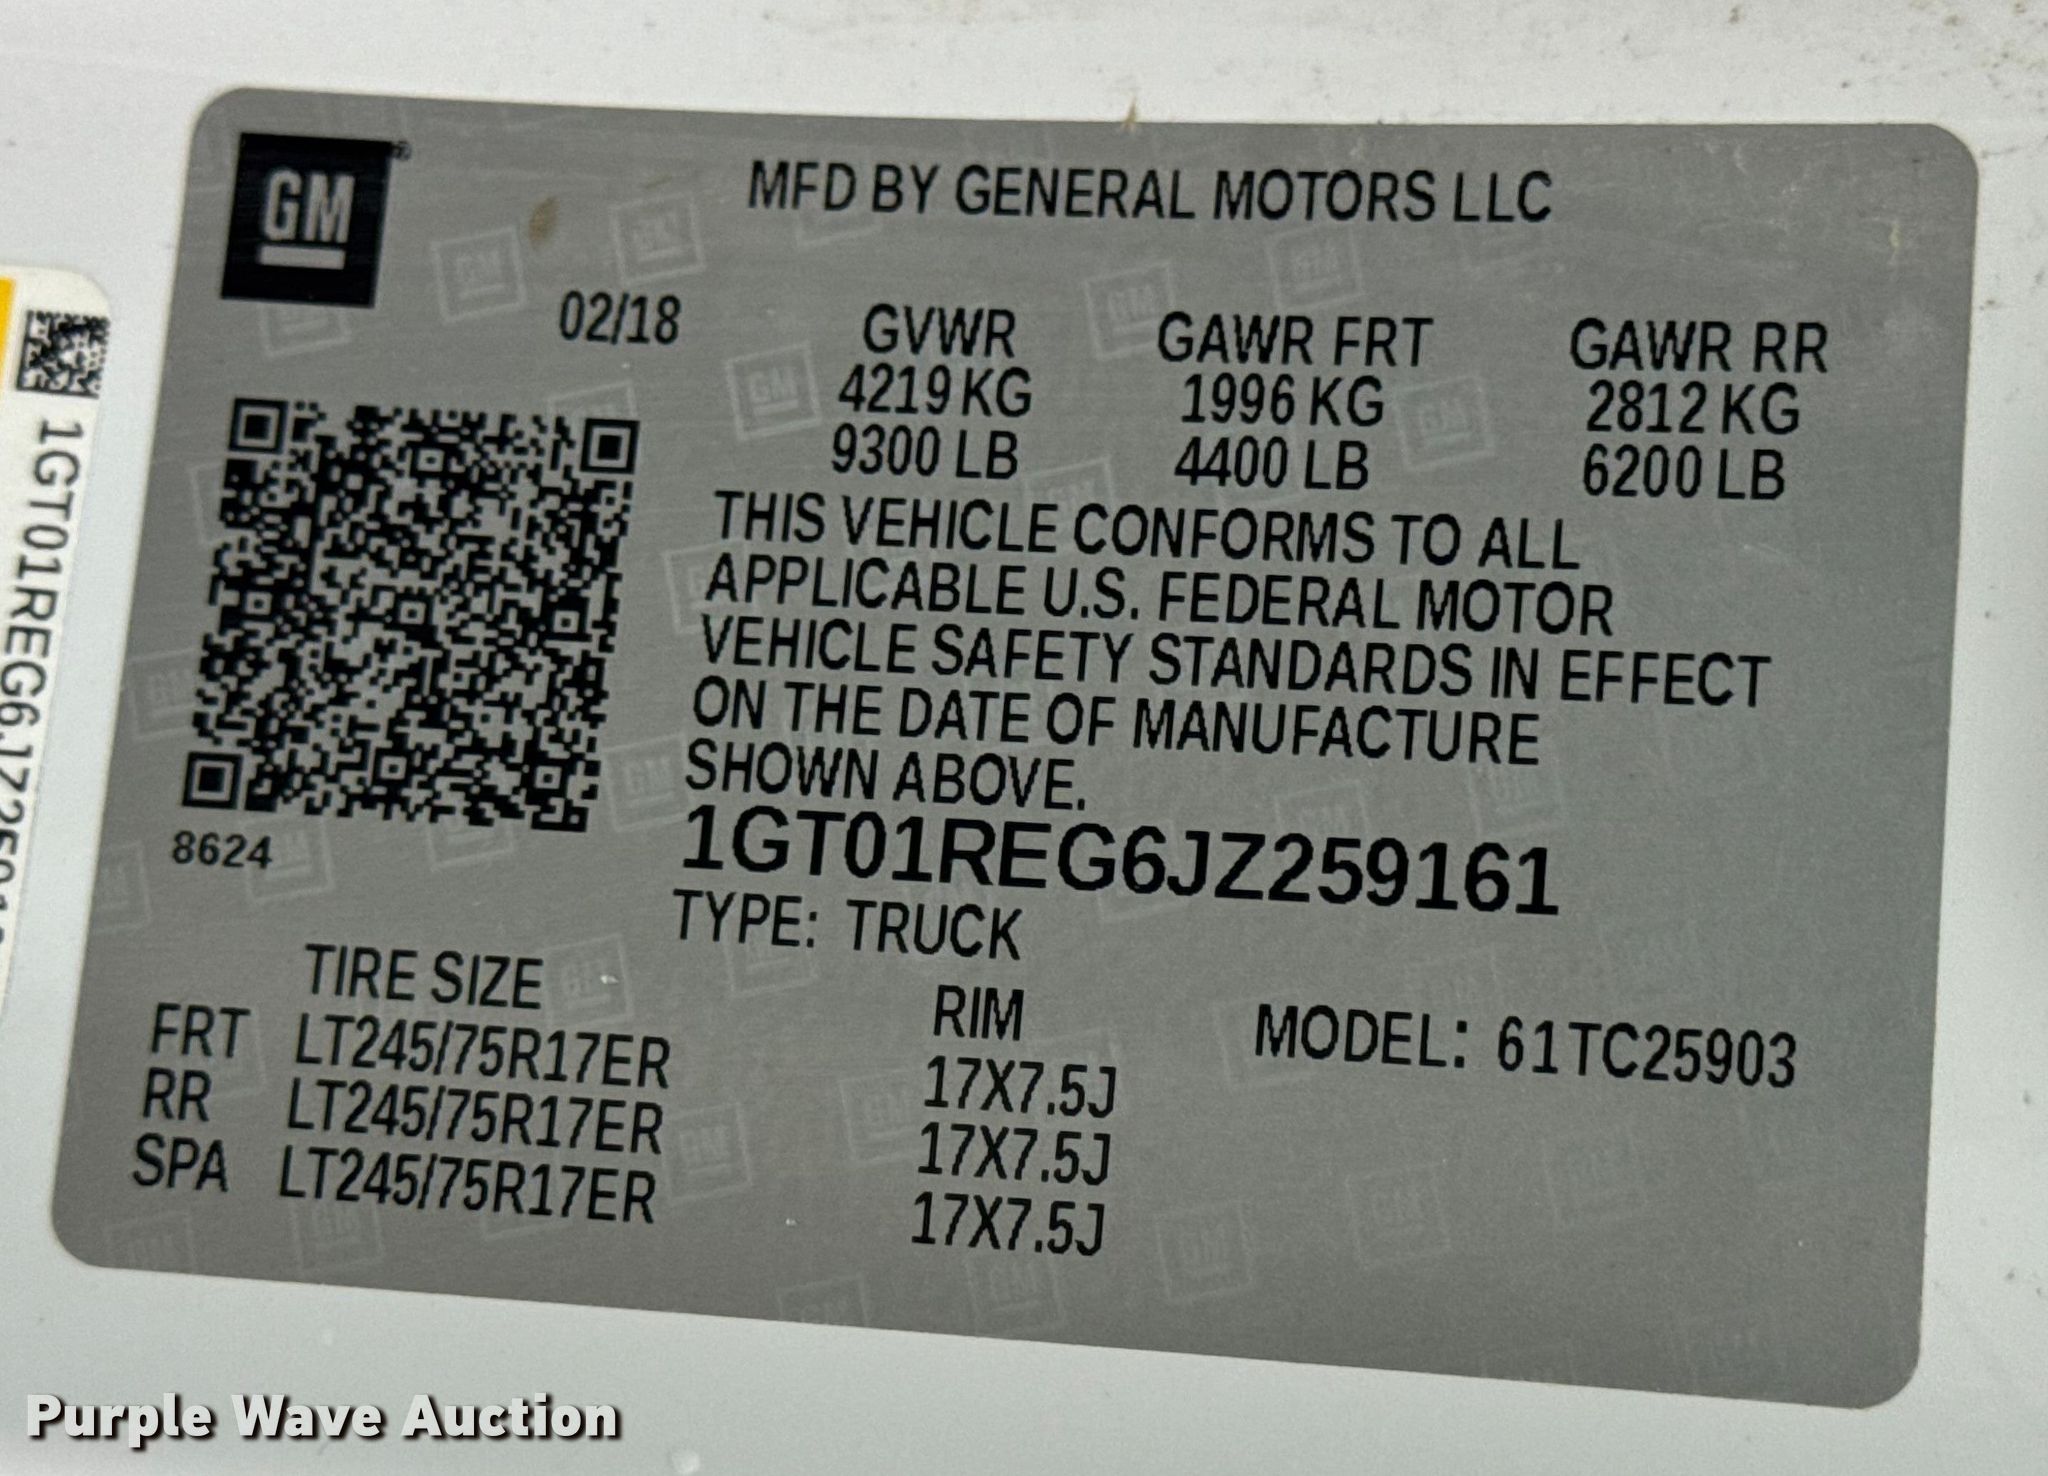 GM
MFD BY GENERAL MOTORS LLC
02/18
GVWR GAWR FRT GAWR RR
4219 KG 1996 KG 2812 KG
9300 LB 4400 LB 6200 LB
THIS VEHICLE CONFORMS TO ALL
APPLICABLE U.S. FEDERAL MOTOR
VEHICLE SAFETY STANDARDS IN EFFECT
ON THE DATE OF MANUFACTURE
SHOWN ABOVE.
8624
1GT01REG6JZ259161
TYPE: TRUCK
TIRE SIZE RIM MODEL: 61TC25903
FRT LT245/75R17ER 17X7.5J
RR LT245/75R17ER 17X7.5J
SPA LT245/75R17ER 17X7.5J
1GT01REG6JZ25916
Purple Wave Auction